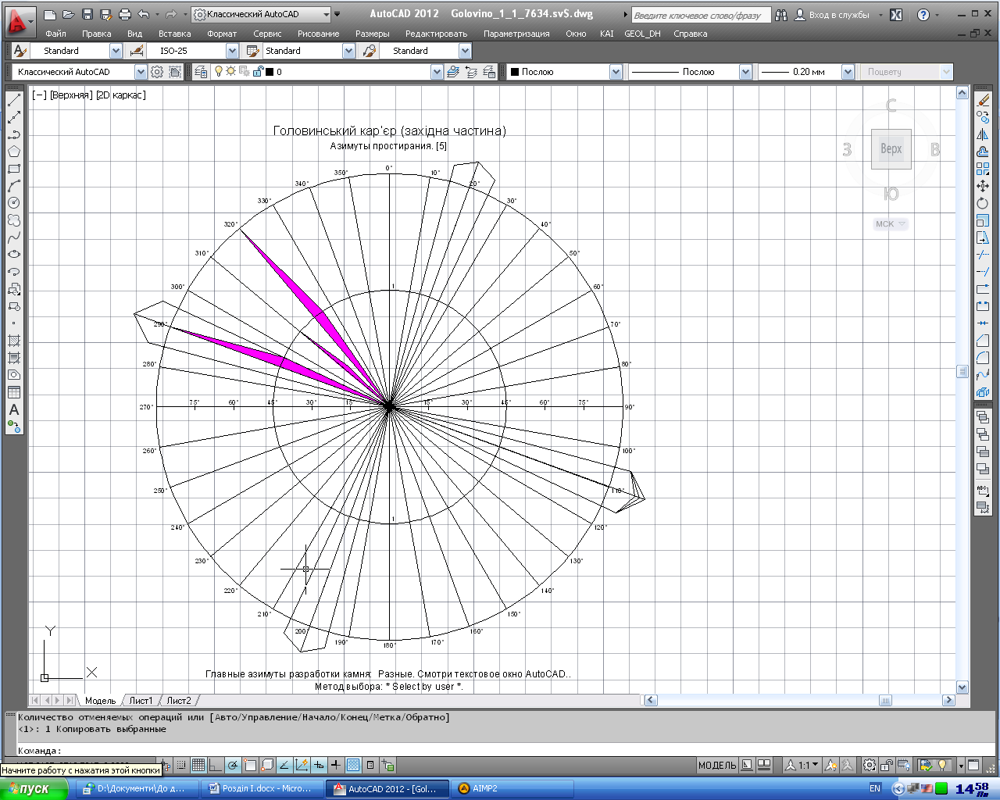 AutoCAD 2012 Golovino_1_1_7634.sv$.dwg
Классический AutoCAD
Введите ключевое слово/фразу
Вход в службы
Файл Правка Вид Вставка Формат Сервис Рисование Размеры Редактировать Параметризация Окно KAI GEOL_DH Справка
Standard ISO-25 Standard Standard
Классический AutoCAD 0 Послою Послою 0.20 мм Поцвету
[−] [Верхняя] [2D каркас]
С
З Верх В
Ю
МСК
Головинський кар'єр (західна частина)
Азимуты простирания. [5]
0°
350° 10°
340° 20°
330° 30°
320° 40°
310° 50°
300° 60°
290° 70°
280° 80°
270° 75° 60° 45° 30° 15° 15° 30° 45° 60° 75° 90°
260° 100°
250° 110°
240° 120°
230° 130°
220° 140°
210° 150°
200° 160°
190° 170°
180°
1
1
Y
X
Главные азимуты разработки камня: Разные. Смотри текстовое окно AutoCAD..
Метод выбора: * Select by user *.
Модель Лист1 Лист2
Количество отменяемых операций или [Авто/Управление/Начало/Конец/Метка/Обратно]
<1>: 1 Копировать выбранные
Команда:
МОДЕЛЬ 1:1
Начните работу с нажатия этой кнопки
пуск D:\Документи\До д... Розділ I.docx - Micro... AutoCAD 2012 - [Gol... AIMP2 EN 14 58 Пн